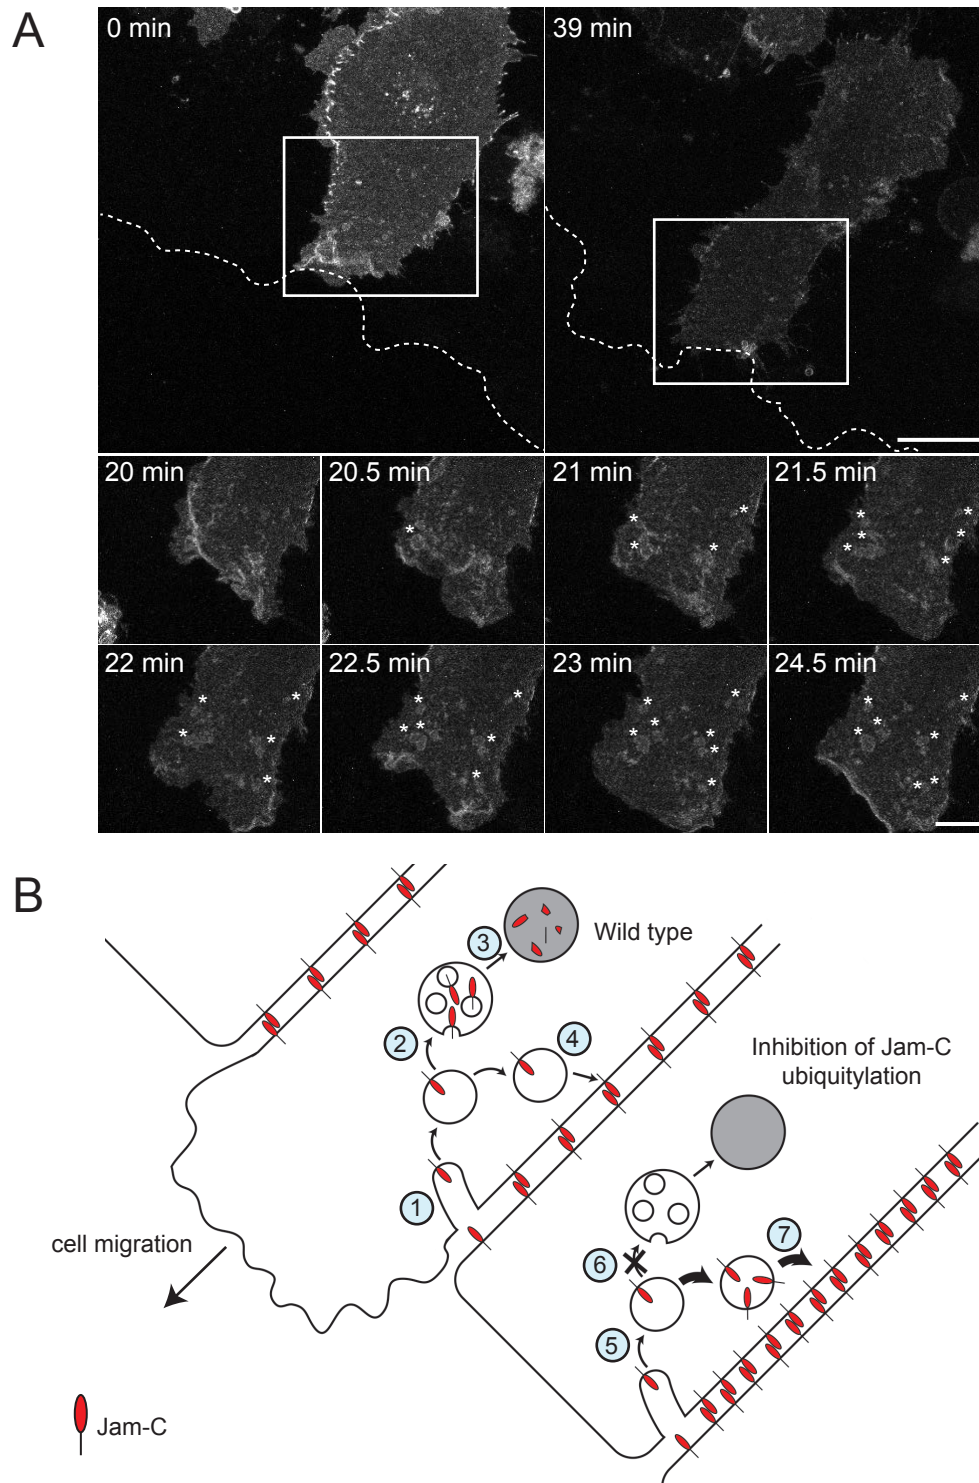 A
0 min
39 min
20 min
20.5 min
21 min
21.5 min
22 min
22.5 min
23 min
24.5 min
B
3
Wild type
2
4
Inhibition of Jam-C
ubiquitylation
1
cell migration
6
7
5
Jam-C